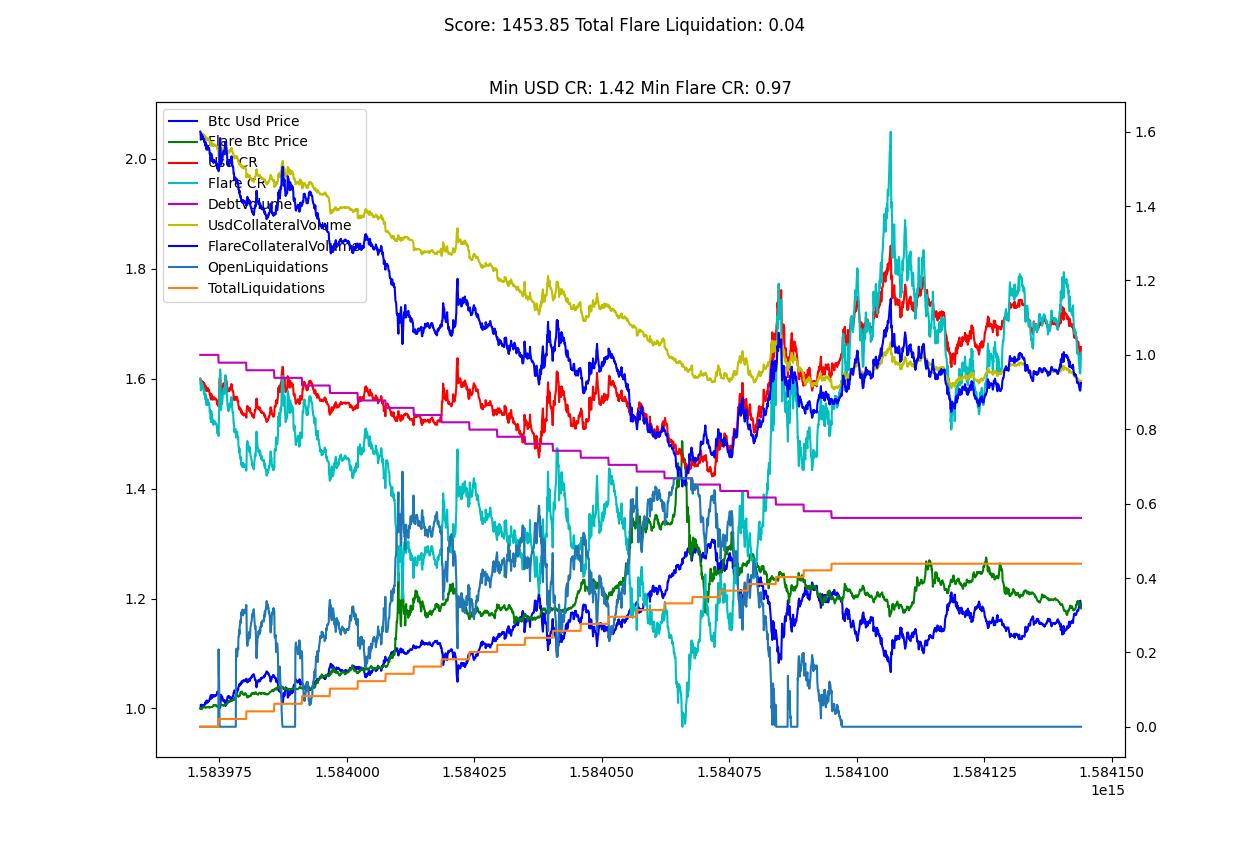 Score: 1453.85 Total Flare Liquidation: 0.04
Min USD CR: 1.42 Min Flare CR: 0.97
Btc Usd Price
Flare Btc Price
Usd CR
Flare CR
DebtVolume
UsdCollateralVolume
FlareCollateralVolume
OpenLiquidations
TotalLiquidations
2.0
1.8
1.6
1.4
1.2
1.0
1.6
1.4
1.2
1.0
0.8
0.6
0.4
0.2
0.0
1.583975 1.584000 1.584025 1.584050 1.584075 1.584100 1.584125 1.584150
1e15